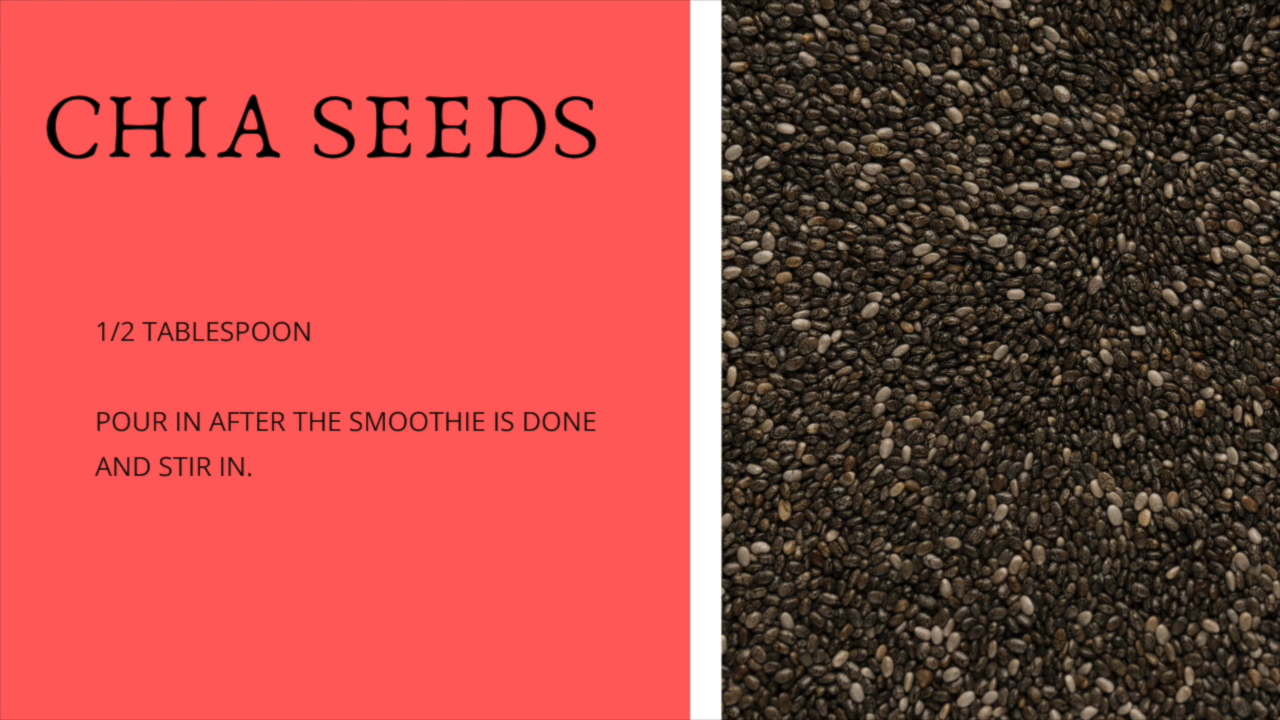 CHIA SEEDS
1/2 TABLESPOON
POUR IN AFTER THE SMOOTHIE IS DONE
AND STIR IN.